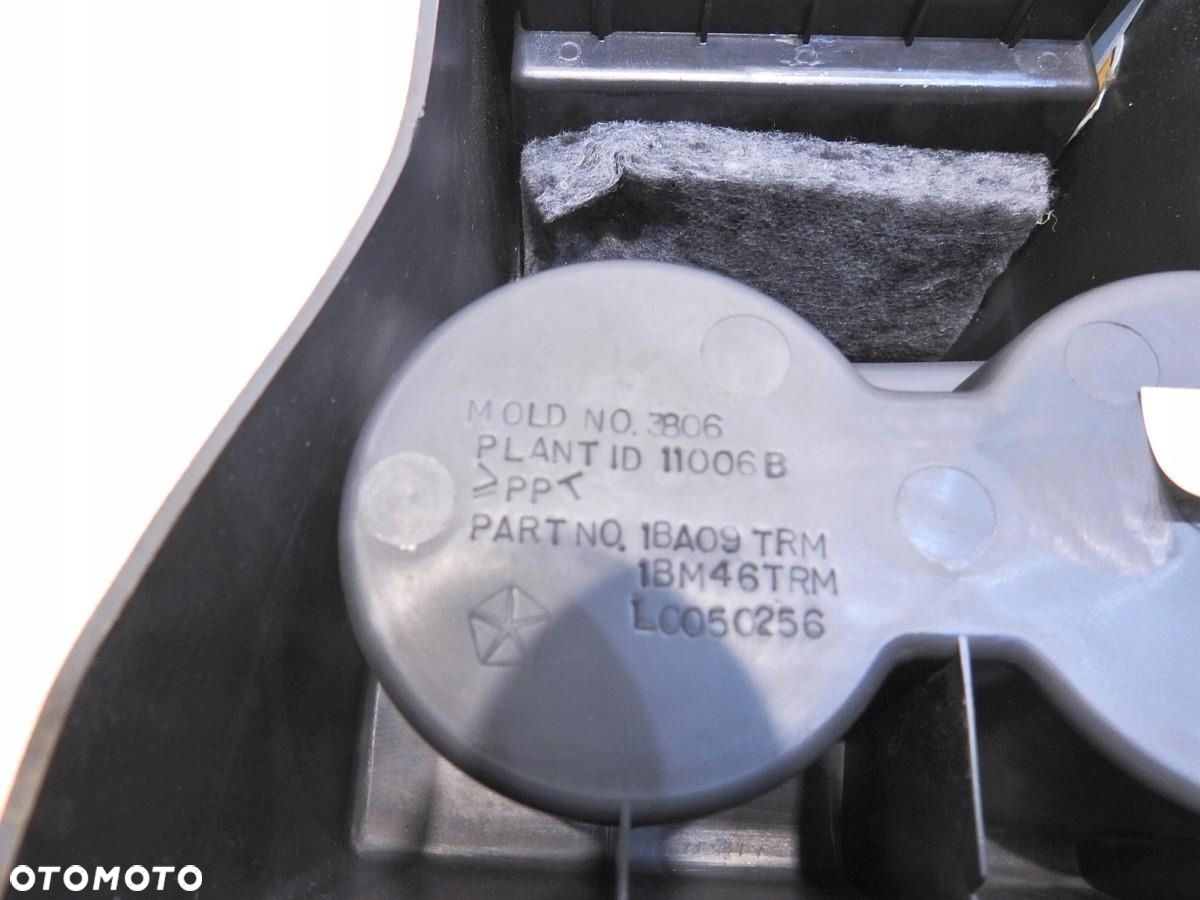 MOLD NO. 3806
PLANT ID 11006B
>PP<
PART NO. 1BA09 TRM
1BM46TRM
LC050256
OTOMOTO